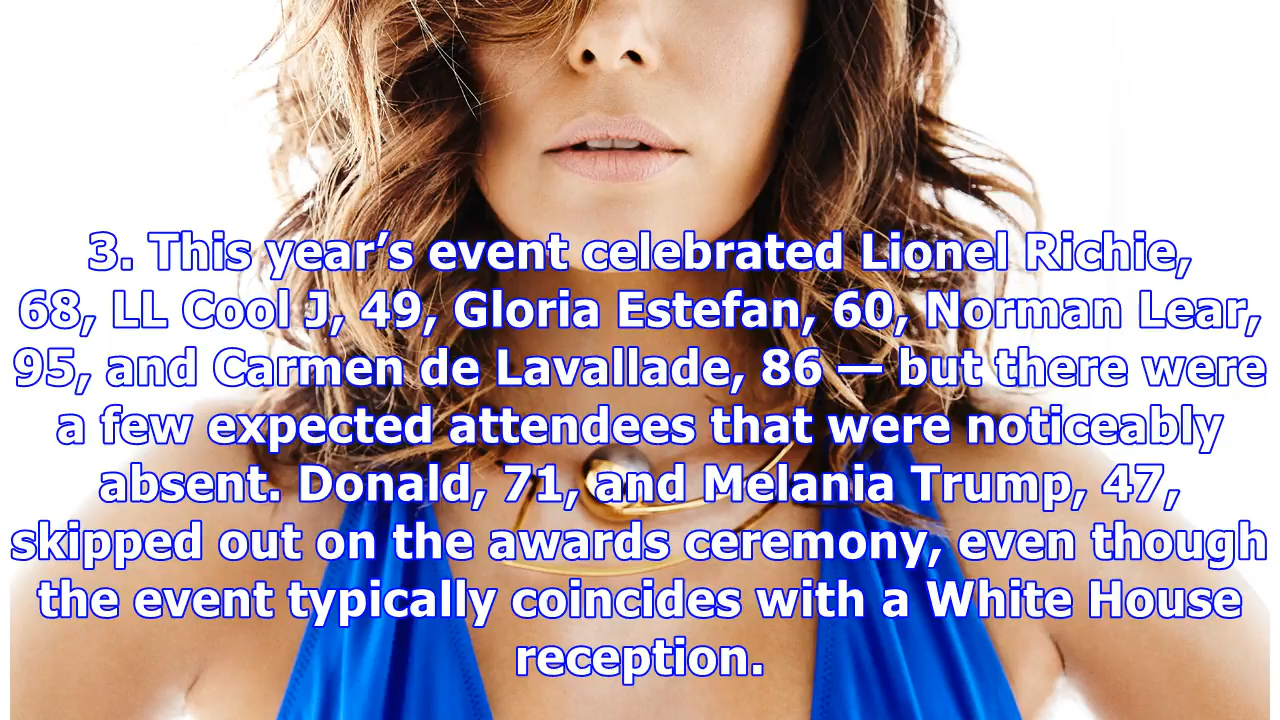 3. This year’s event celebrated Lionel Richie,
68, LL Cool J, 49, Gloria Estefan, 60, Norman Lear,
95, and Carmen de Lavallade, 86 — but there were
a few expected attendees that were noticeably
absent. Donald, 71, and Melania Trump, 47,
skipped out on the awards ceremony, even though
the event typically coincides with a White House
reception.